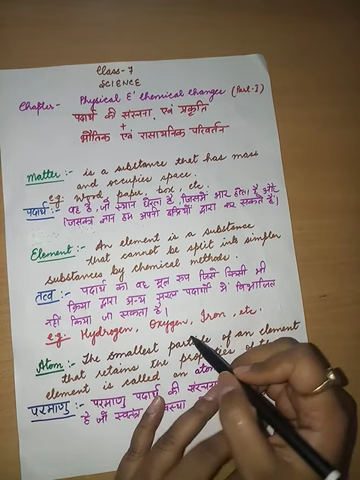 Class-7
SCIENCE
Chapter- Physical & Chemical Changes (Part-I)
पदार्थ की संरचना, एवं प्रकृति
+
भौतिक एवं रासायनिक परिवर्तन
Matter:- is a substance that has mass
and occupies space.
e.g: Wood, paper, box, etc.
पदार्थ:- वह है, जो स्थान घेरता है, जिसमें भार होता है और
जिसका ज्ञान हम अपनी इंद्रियों द्वारा कर सकते हैं।
Element:- An element is a substance
that cannot be split into simpler
substances by chemical methods.
तत्व:- पदार्थ का वह मूल रूप जिसे किसी भी
क्रिया द्वारा अन्य सरल पदार्थों में विभाजित
नहीं किया जा सकता है।
e.g:- Hydrogen, Oxygen, Iron, etc.
Atom:- The smallest particle of an element
that retains the properties of the
element is called an atom
परमाणु:- परमाणु पदार्थ की संरचना
है जो स्वतंत्र